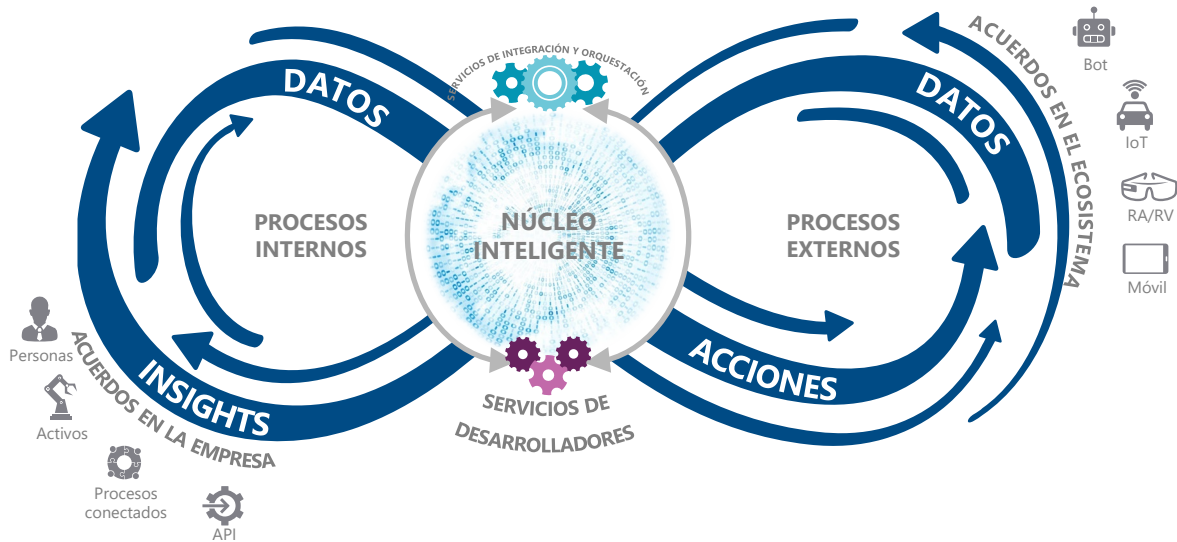 SERVICIOS DE INTEGRACIÓN Y ORQUESTACIÓN
DATOS
PROCESOS
INTERNOS
INSIGHTS
ACUERDOS EN LA EMPRESA
Personas
Activos
Procesos
conectados
API
NÚCLEO
INTELIGENTE
SERVICIOS DE
DESARROLLADORES
DATOS
PROCESOS
EXTERNOS
ACCIONES
ACUERDOS EN EL ECOSISTEMA
Bot
IoT
RA/RV
Móvil